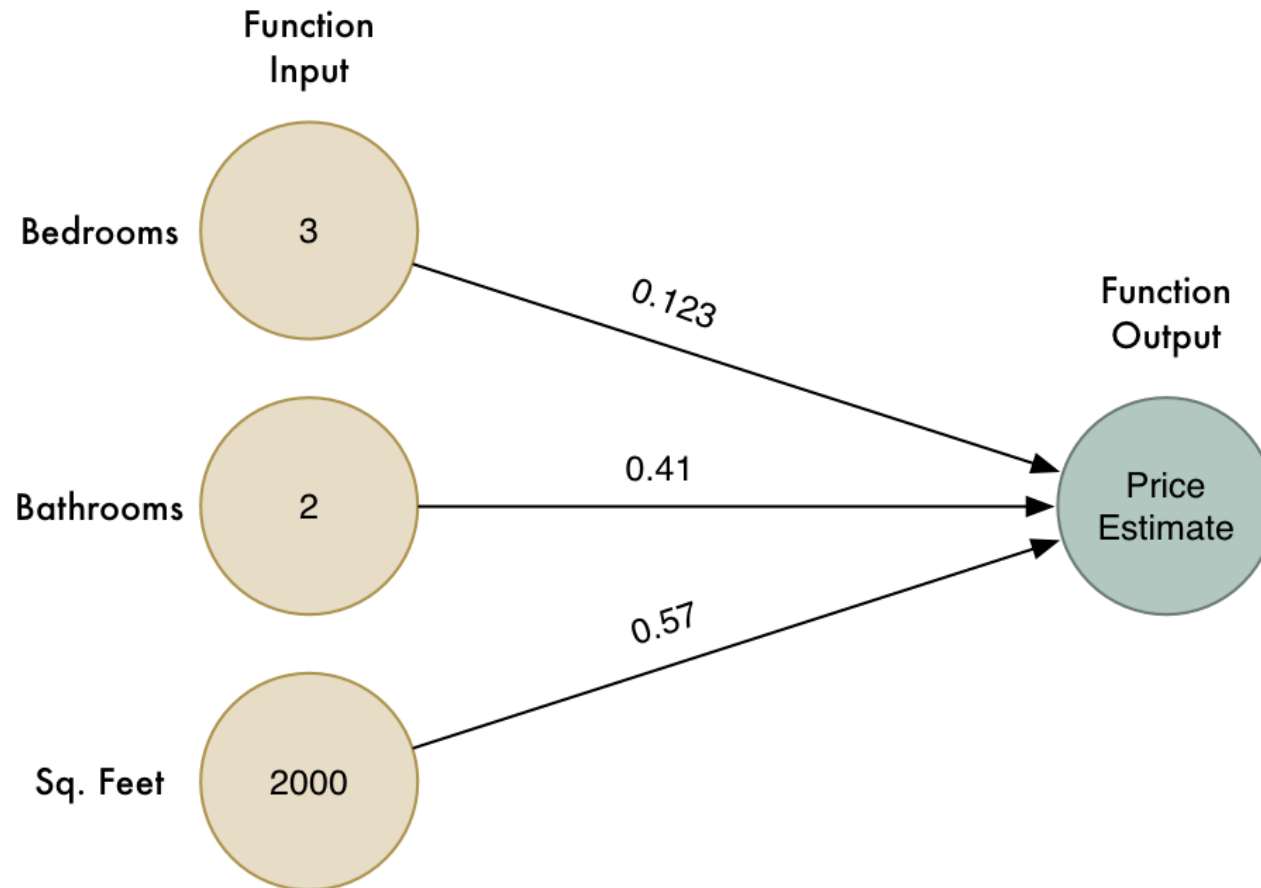 Function
Input
Bedrooms
3
0.123
Function
Output
Bathrooms
2
0.41
Price
Estimate
0.57
Sq. Feet
2000